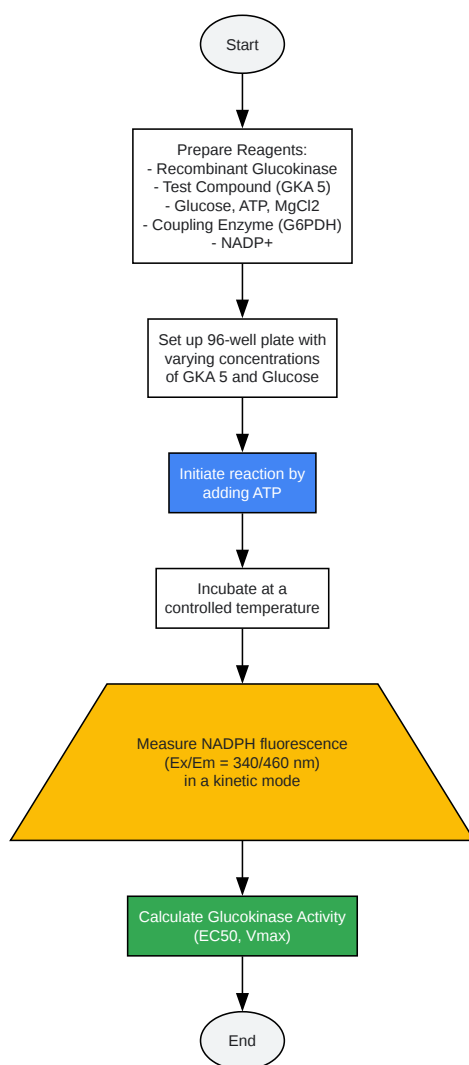 Start
Prepare Reagents:
- Recombinant Glucokinase
- Test Compound (GKA 5)
- Glucose, ATP, MgCl2
- Coupling Enzyme (G6PDH)
- NADP+
Set up 96-well plate with
varying concentrations
of GKA 5 and Glucose
Initiate reaction by
adding ATP
Incubate at a
controlled temperature
Measure NADPH fluorescence
(Ex/Em = 340/460 nm)
in a kinetic mode
Calculate Glucokinase Activity
(EC50, Vmax)
End